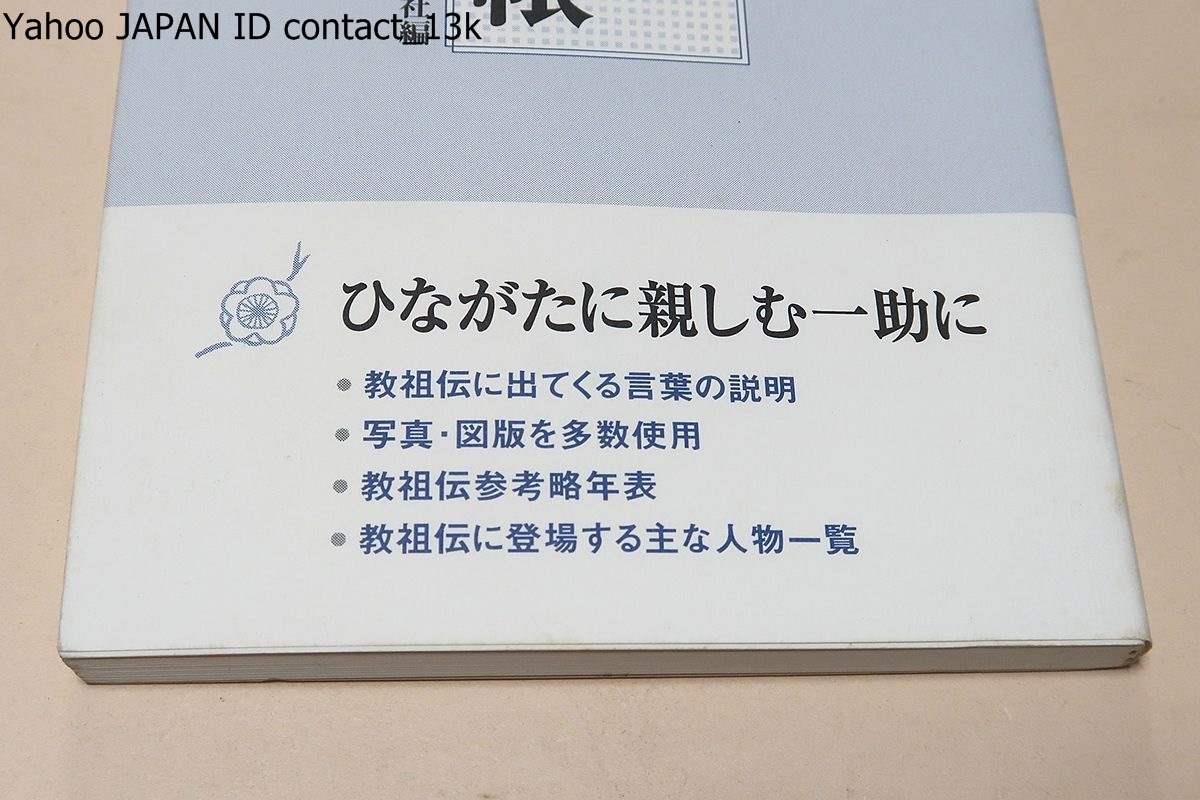 Yahoo JAPAN ID contact_13k
社編
帳
ひながたに親しむ一助に
● 教祖伝に出てくる言葉の説明
● 写真・図版を多数使用
● 教祖伝参考略年表
● 教祖伝に登場する主な人物一覧